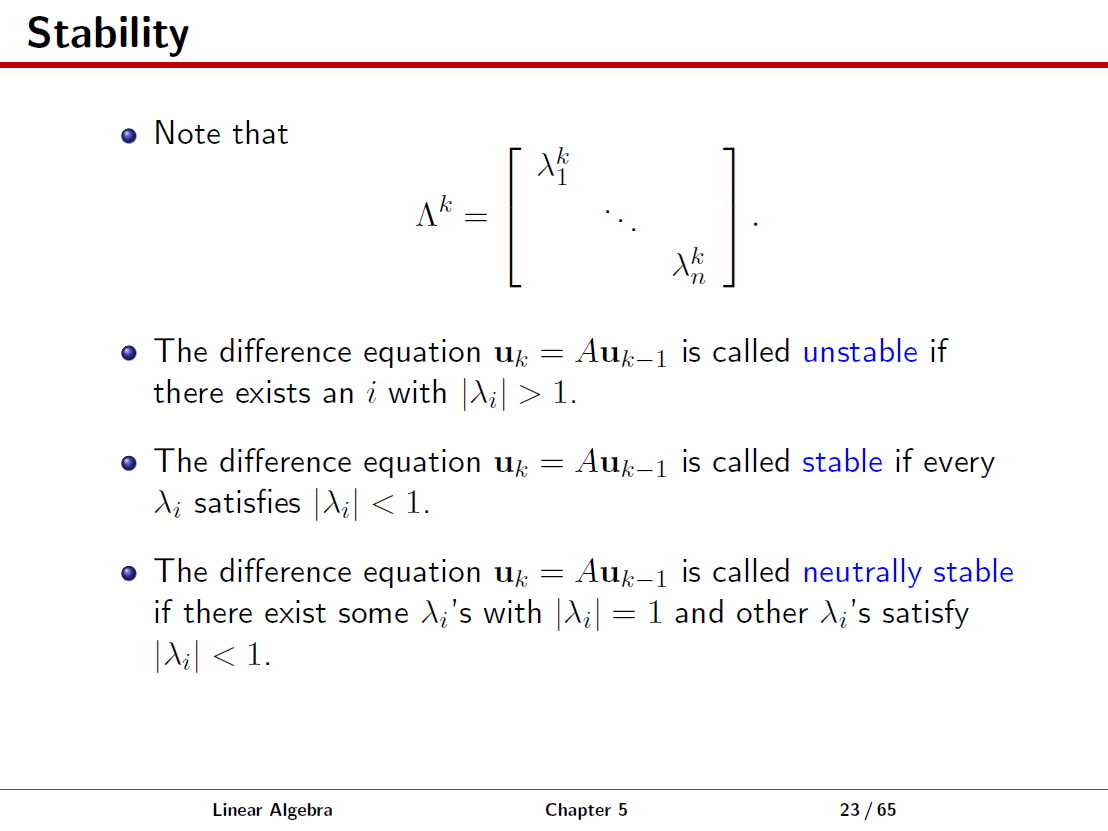 Stability
Note that
Λ^k = [ λ_1^k ⋱ λ_n^k ] .
The difference equation u_k = Au_{k−1} is called unstable if
there exists an i with |λ_i| > 1.
The difference equation u_k = Au_{k−1} is called stable if every
λ_i satisfies |λ_i| < 1.
The difference equation u_k = Au_{k−1} is called neutrally stable
if there exist some λ_i's with |λ_i| = 1 and other λ_i's satisfy
|λ_i| < 1.
Linear Algebra Chapter 5 23 / 65